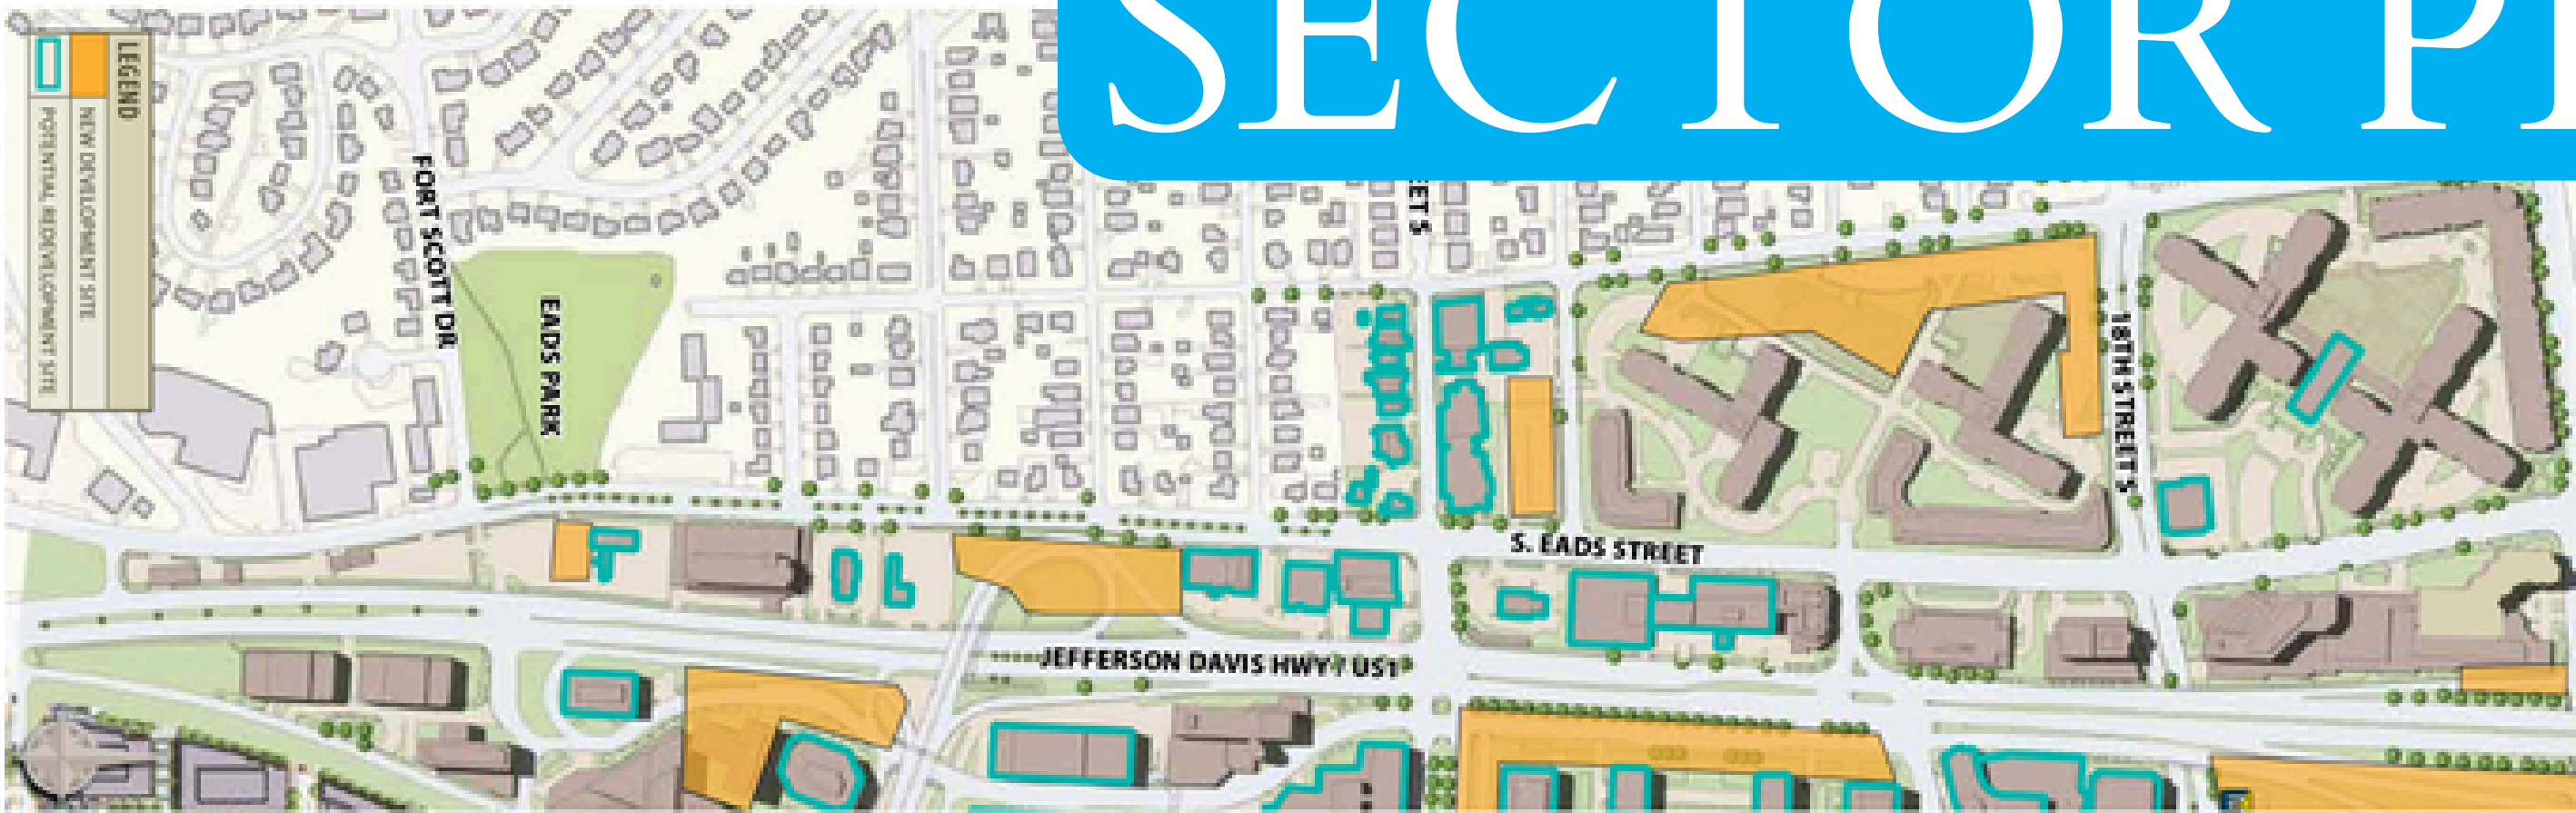 SECTOR
LEGEND
NEW DEVELOPMENT SITE
POTENTIAL REDEVELOPMENT SITE
FORT SCOTT DR
EADS PARK
18TH STREET S
S. EADS STREET
JEFFERSON DAVIS HWY / US1